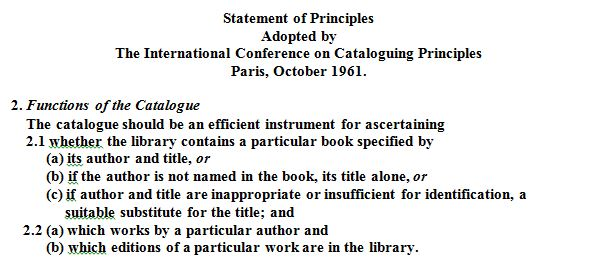 Statement of Principles
Adopted by
The International Conference on Cataloguing Principles
Paris, October 1961.
2. Functions of the Catalogue
The catalogue should be an efficient instrument for ascertaining
2.1 whether the library contains a particular book specified by
(a) its author and title, or
(b) if the author is not named in the book, its title alone, or
(c) if author and title are inappropriate or insufficient for identification, a
suitable substitute for the title; and
2.2 (a) which works by a particular author and
(b) which editions of a particular work are in the library.